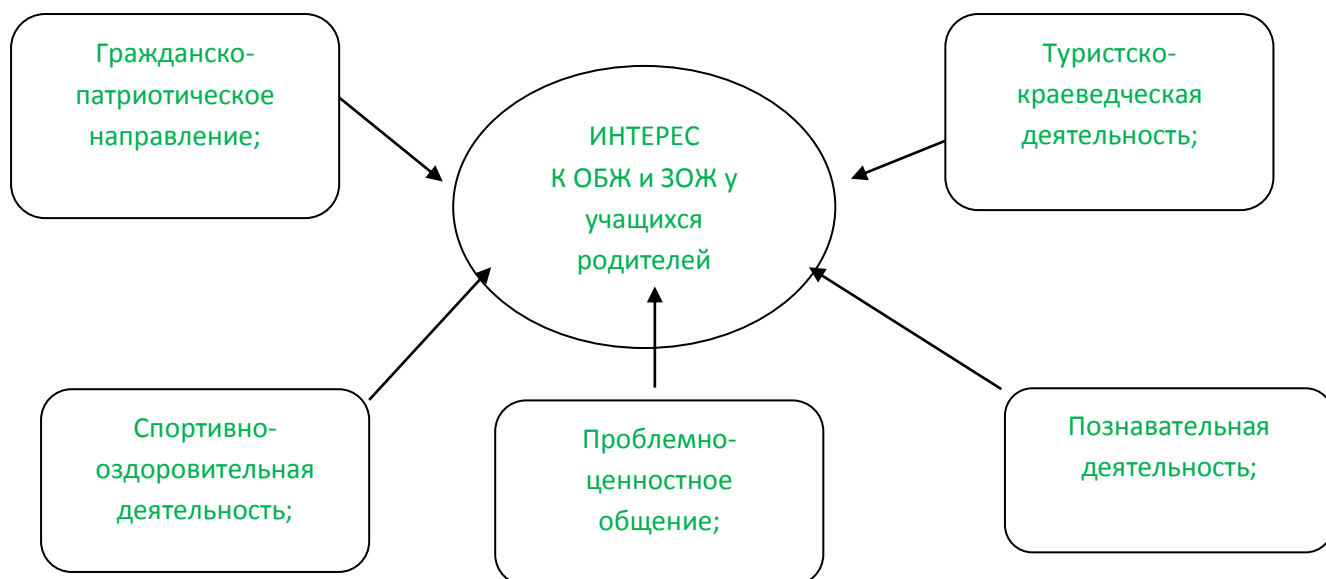 Гражданско-
патриотическое
направление;
ИНТЕРЕС
К ОБЖ и ЗОЖ у
учащихся
родителей
Туристско-
краеведческая
деятельность;
Спортивно-
оздоровительная
деятельность;
Проблемно-
ценностное
общение;
Познавательная
деятельность;